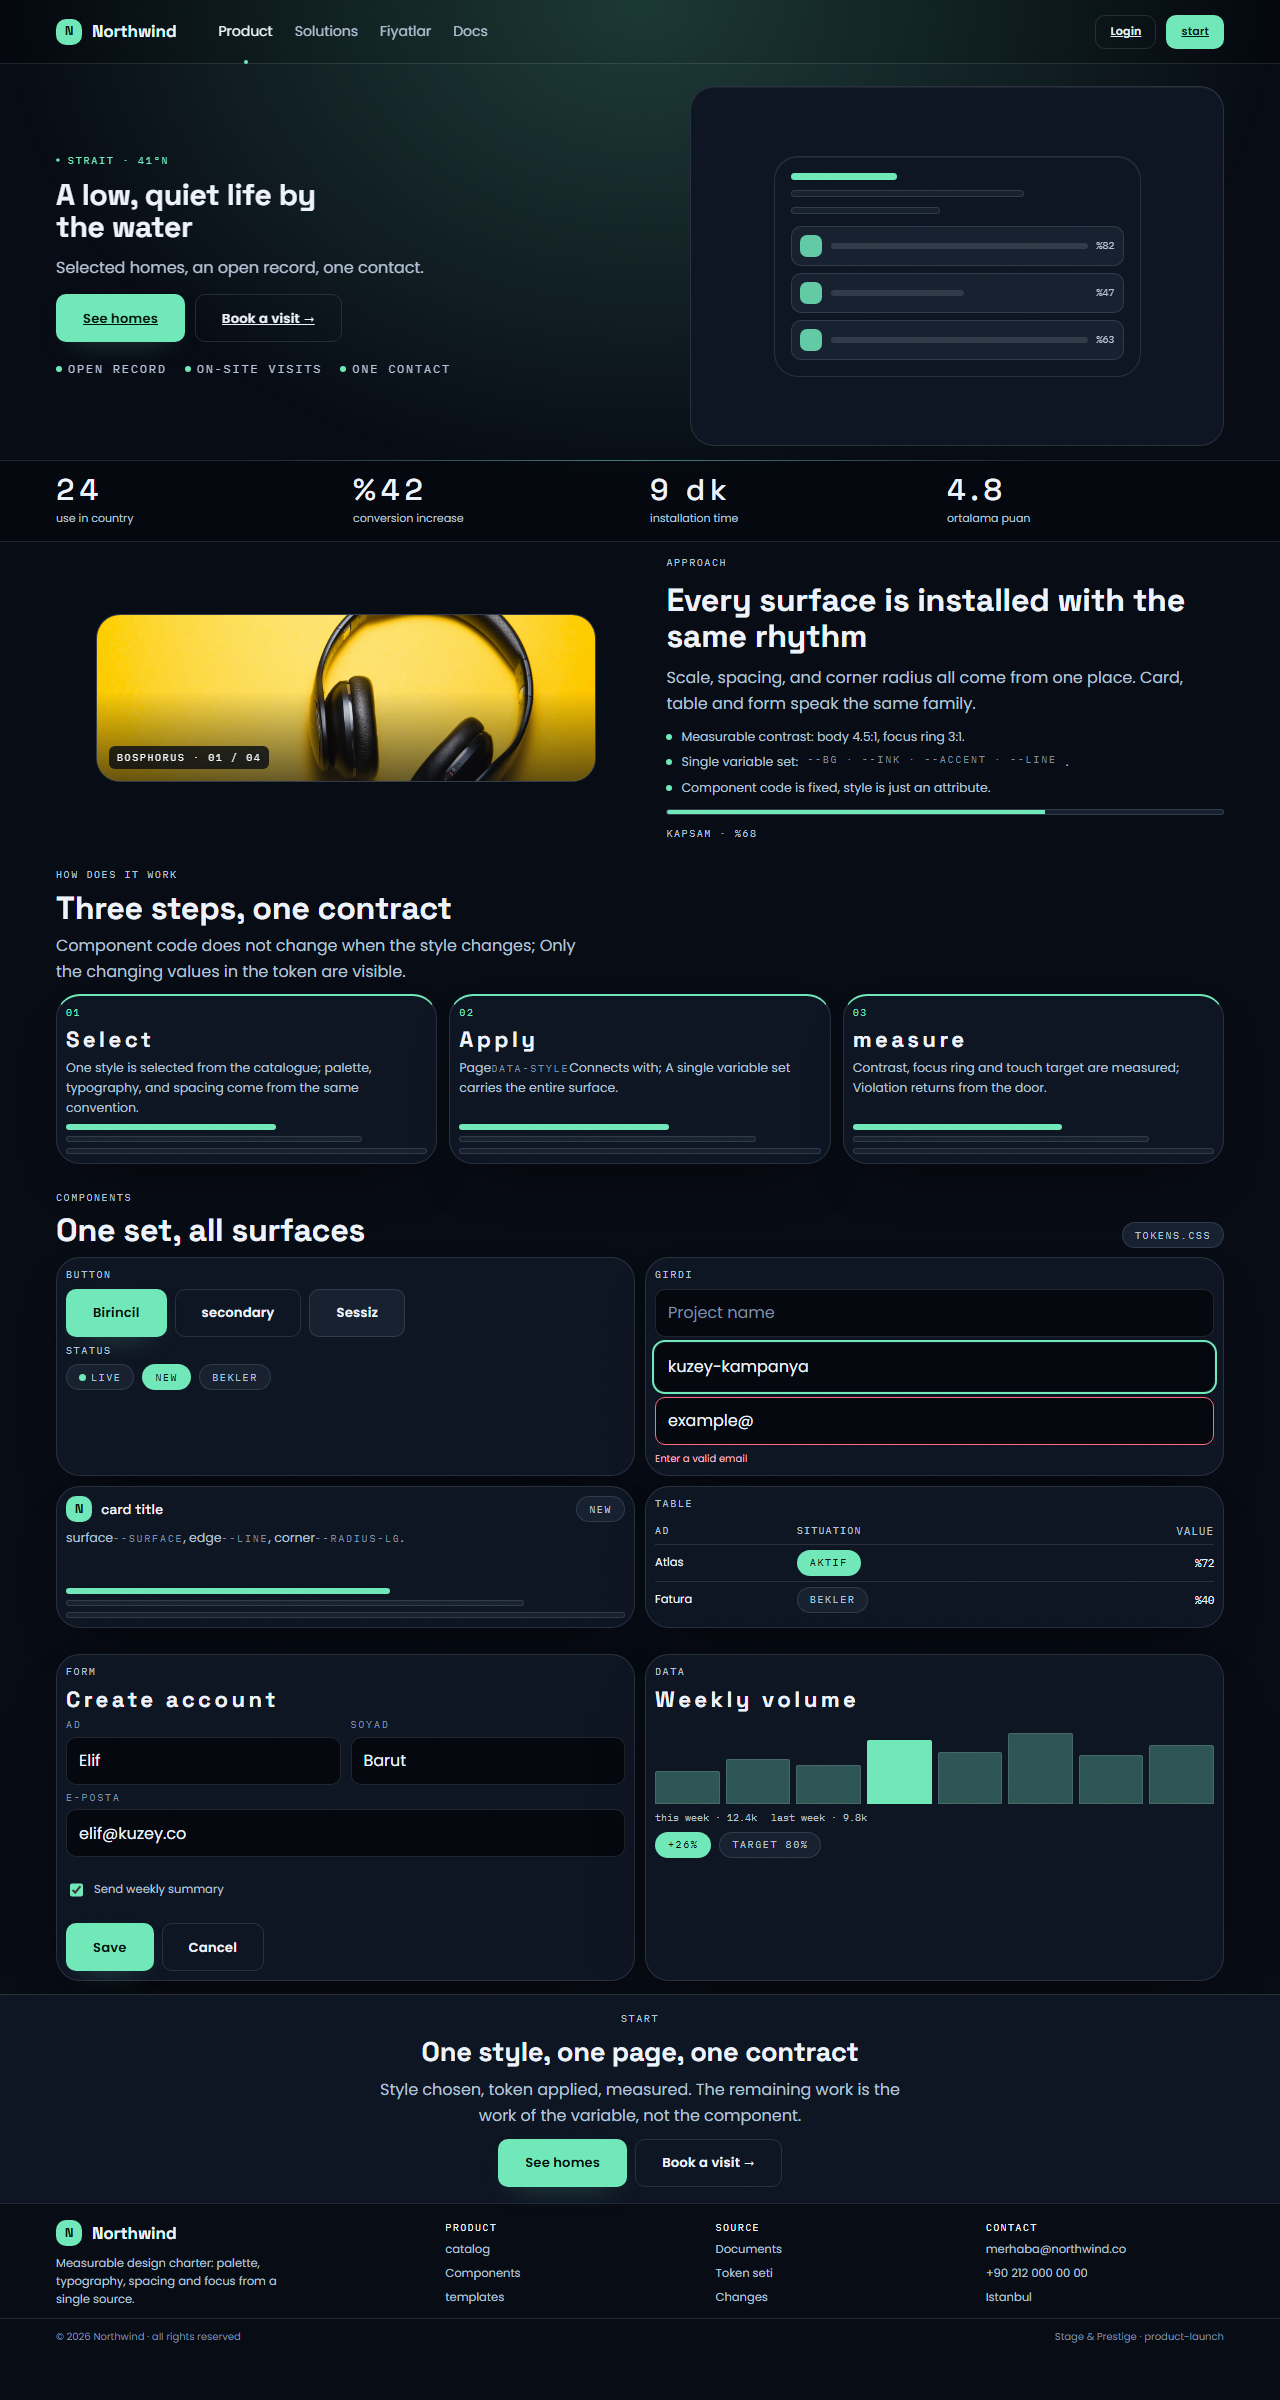 N Northwind Product Solutions Fiyatlar Docs Login start
• STRAIT · 41°N
A low, quiet life by
the water
Selected homes, an open record, one contact.
See homes Book a visit →
OPEN RECORD ON-SITE VISITS ONE CONTACT
%82
%47
%63
24 %42 9 dk 4.8
use in country conversion increase installation time ortalama puan
BOSPHORUS · 01 / 04
APPROACH
Every surface is installed with the
same rhythm
Scale, spacing, and corner radius all come from one place. Card,
table and form speak the same family.
Measurable contrast: body 4.5:1, focus ring 3:1.
Single variable set: --BG · --INK · --ACCENT · --LINE .
Component code is fixed, style is just an attribute.
KAPSAM · %68
HOW DOES IT WORK
Three steps, one contract
Component code does not change when the style changes; Only
the changing values in the token are visible.
01
Select
One style is selected from the catalogue; palette,
typography, and spacing come from the same
convention.
02
Apply
PageDATA-STYLEConnects with; A single variable set
carries the entire surface.
03
measure
Contrast, focus ring and touch target are measured;
Violation returns from the door.
COMPONENTS
One set, all surfaces
TOKENS.CSS
BUTTON
Birincil secondary Sessiz
STATUS
LIVE NEW BEKLER
GIRDI
Project name
kuzey-kampanya
example@
Enter a valid email
N card title NEW
surface--SURFACE, edge--LINE, corner--RADIUS-LG.
TABLE
AD SITUATION VALUE
Atlas AKTIF %72
Fatura BEKLER %40
FORM
Create account
AD SOYAD
Elif Barut
E-POSTA
elif@kuzey.co
Send weekly summary
Save Cancel
DATA
Weekly volume
this week · 12.4k last week · 9.8k
+26% TARGET 80%
START
One style, one page, one contract
Style chosen, token applied, measured. The remaining work is the
work of the variable, not the component.
See homes Book a visit →
N Northwind
Measurable design charter: palette,
typography, spacing and focus from a
single source.
PRODUCT
catalog
Components
templates
SOURCE
Documents
Token seti
Changes
CONTACT
merhaba@northwind.co
+90 212 000 00 00
Istanbul
© 2026 Northwind · all rights reserved Stage & Prestige · product-launch